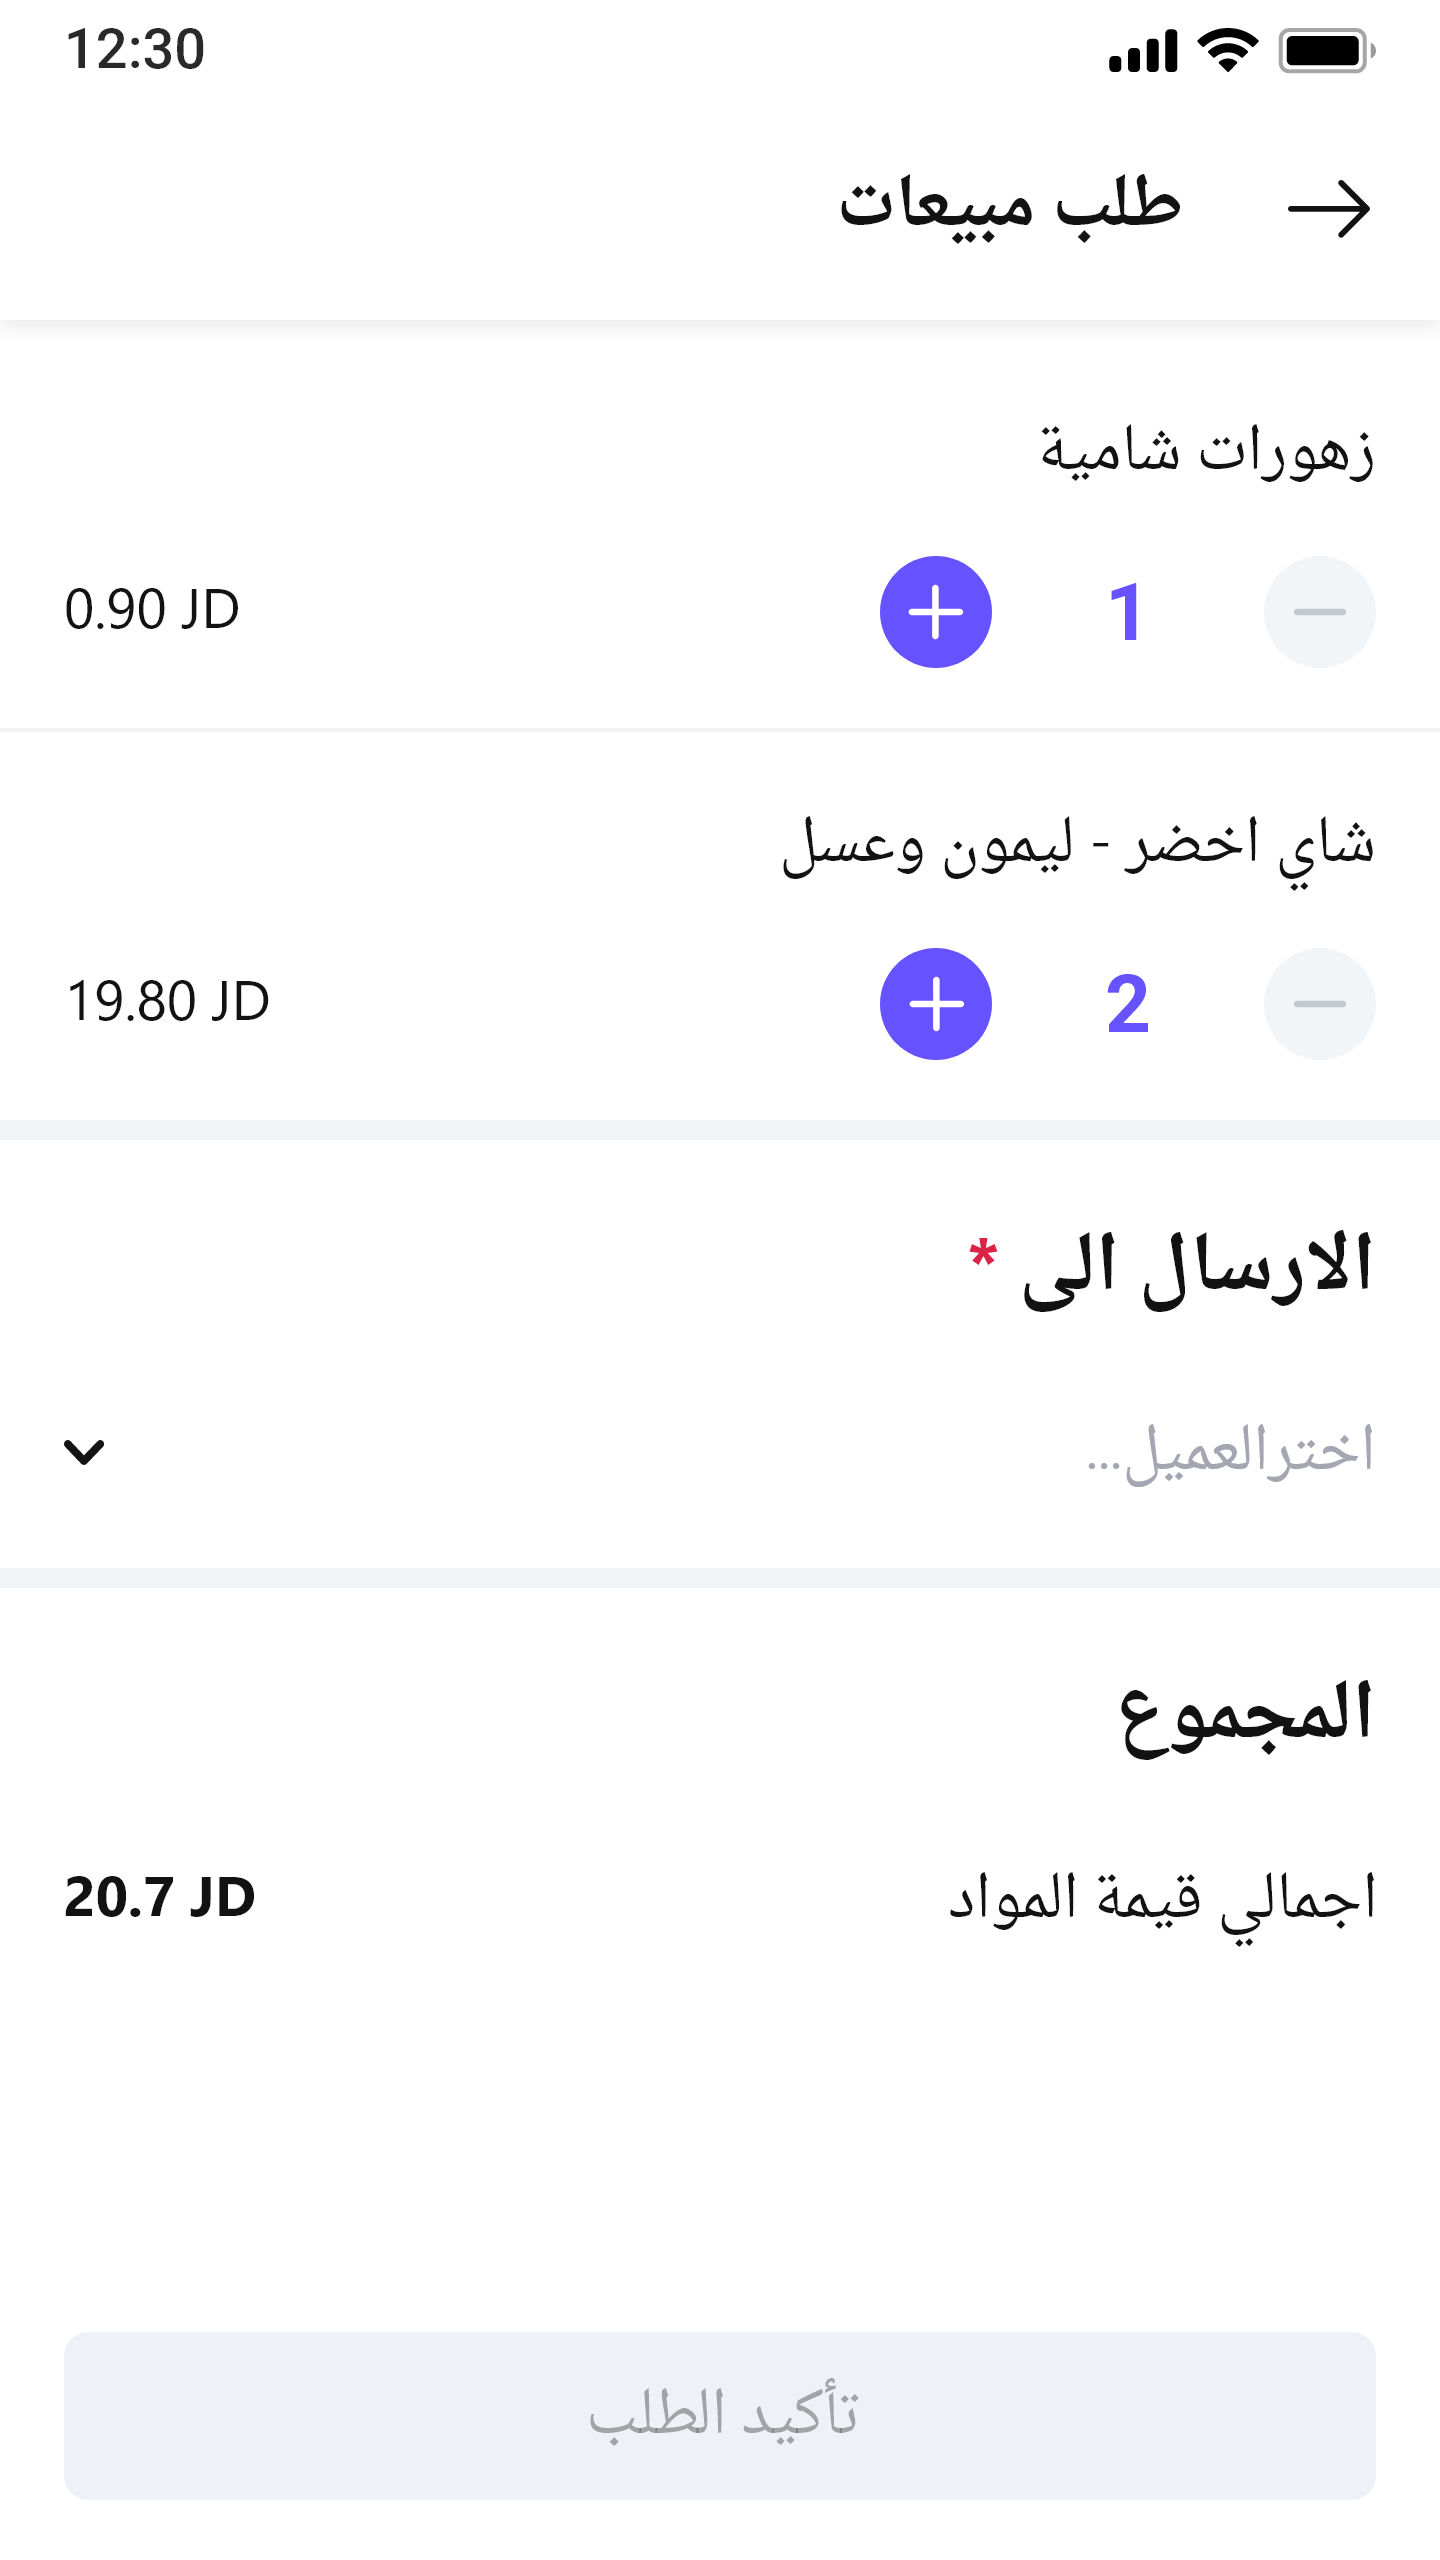 12:30
طلب مبيعات
زهورات شامية
1
0.90 JD
شاي اخضر - ليمون وعسل
2
19.80 JD
الارسال الى *
اخترالعميل...
المجموع
اجمالي قيمة المواد
20.7 JD
تأكيد الطلب